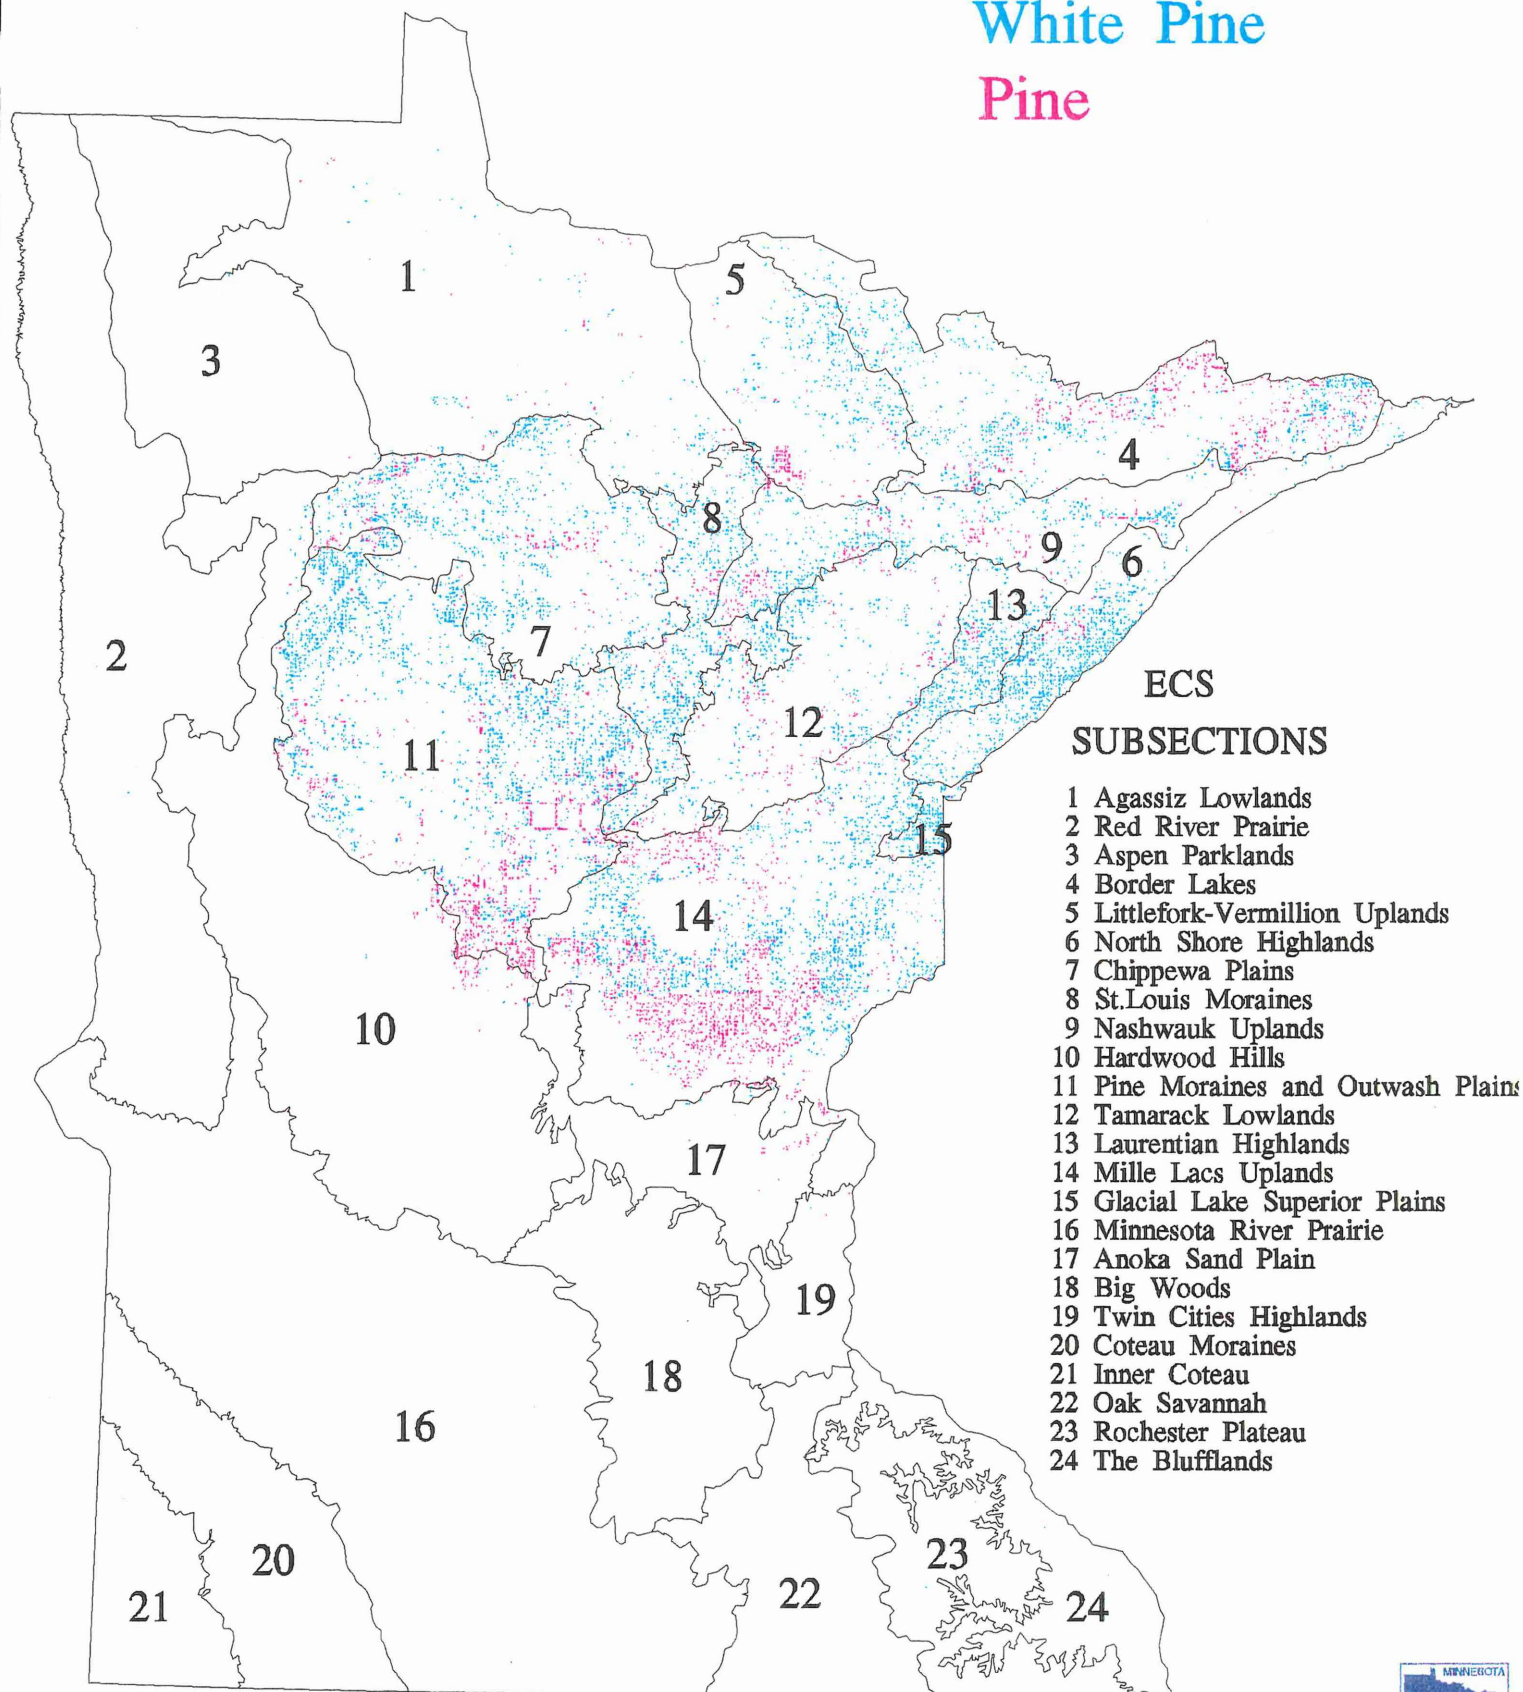 White Pine
Pine
1
5
3
4
8
9
6
13
7
2
12
11
15
14
10
17
19
18
16
23
20
22
24
21
ECS
SUBSECTIONS
1 Agassiz Lowlands
2 Red River Prairie
3 Aspen Parklands
4 Border Lakes
5 Littlefork-Vermillion Uplands
6 North Shore Highlands
7 Chippewa Plains
8 St.Louis Moraines
9 Nashwauk Uplands
10 Hardwood Hills
11 Pine Moraines and Outwash Plains
12 Tamarack Lowlands
13 Laurentian Highlands
14 Mille Lacs Uplands
15 Glacial Lake Superior Plains
16 Minnesota River Prairie
17 Anoka Sand Plain
18 Big Woods
19 Twin Cities Highlands
20 Coteau Moraines
21 Inner Coteau
22 Oak Savannah
23 Rochester Plateau
24 The Blufflands
MINNESOTA